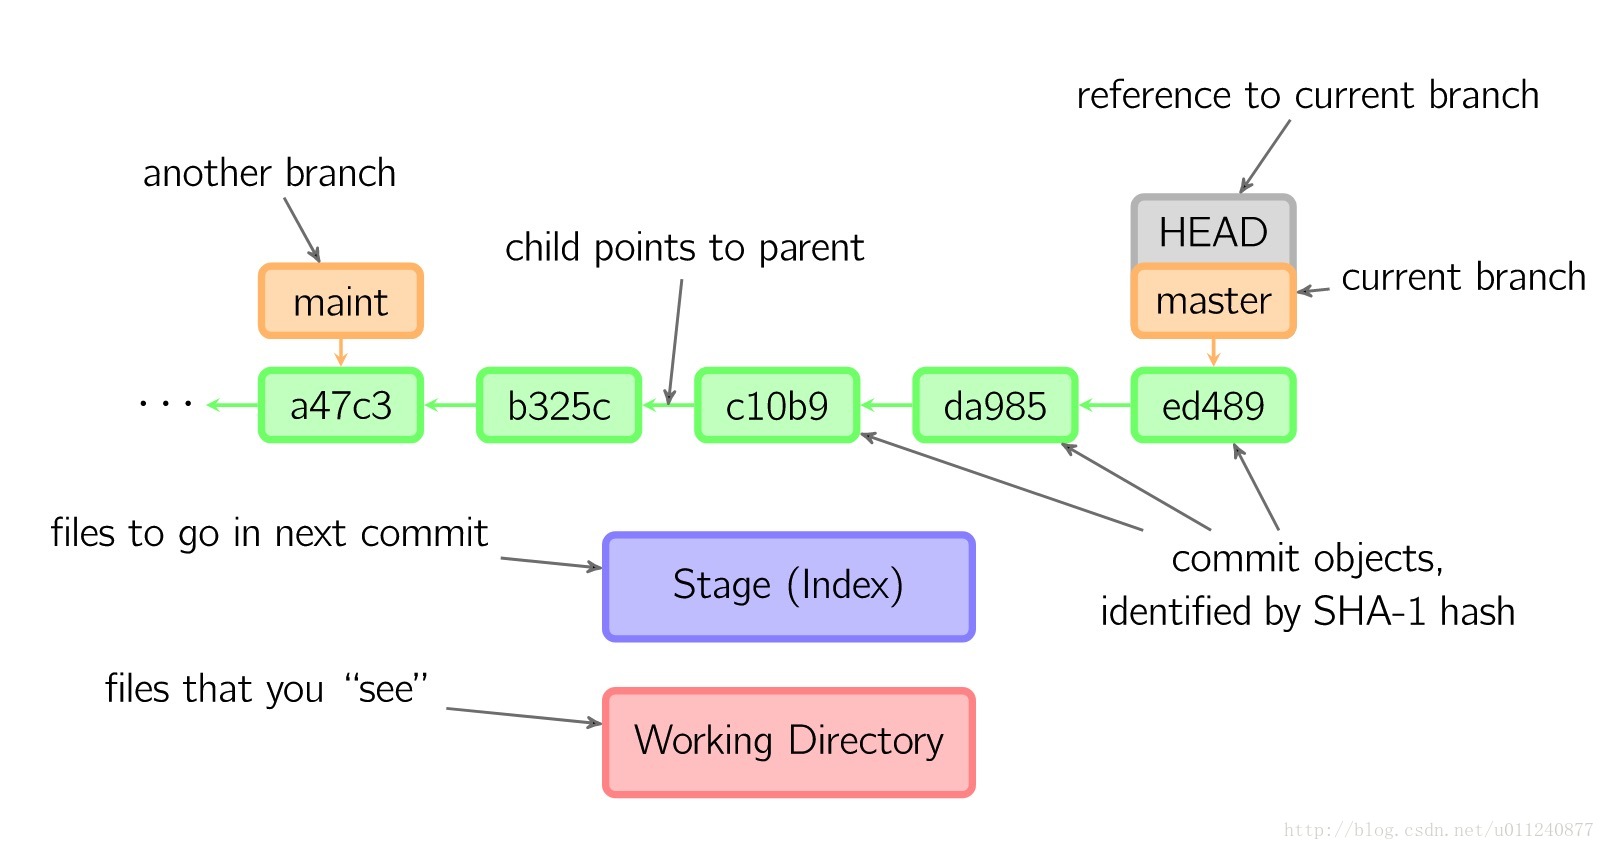 reference to current branch
another branch
HEAD
child points to parent
current branch
maint
master
...
a47c3
b325c
c10b9
da985
ed489
files to go in next commit
Stage (Index)
commit objects,
identified by SHA-1 hash
files that you “see”
Working Directory
http://blog.csdn.net/u011240877